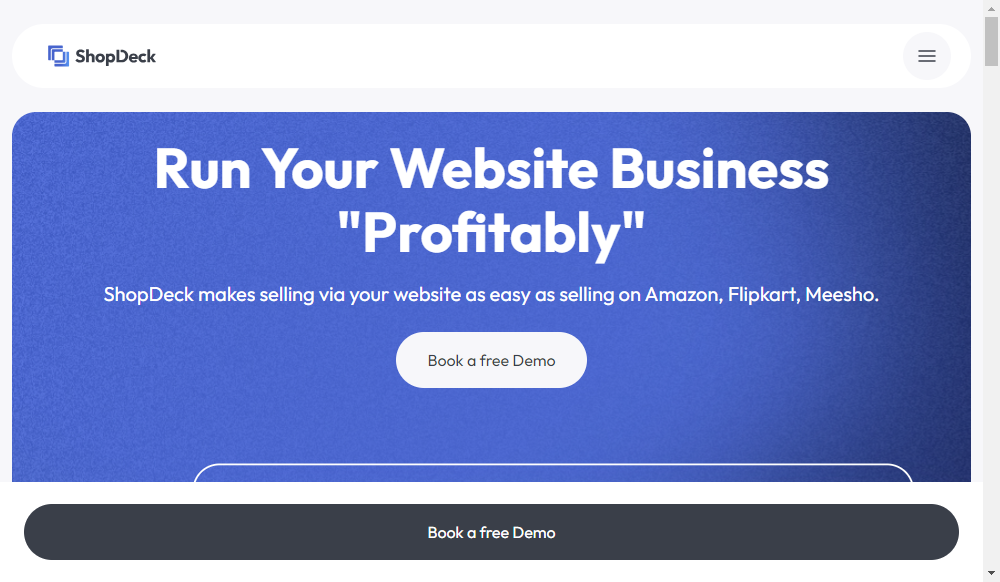 ShopDeck
Run Your Website Business
"Profitably"
ShopDeck makes selling via your website as easy as selling on Amazon, Flipkart, Meesho.
Book a free Demo
Book a free Demo